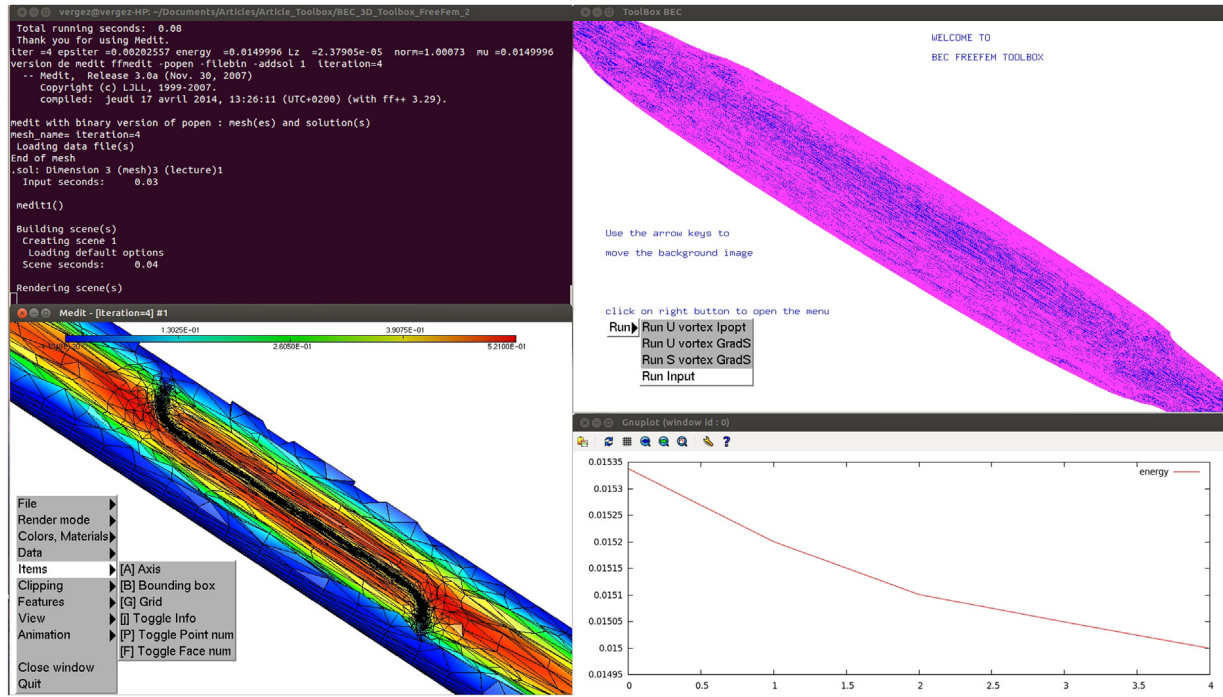 vergez@vergez-HP: ~/Documents/Articles/Article_Toolbox/BEC_3D_Toolbox_FreeFem_2
Total running seconds:  0.08
Thank you for using Medit.
iter =4 epsiter =0.00202557 energy  =0.0149996 Lz  =2.37905e-05  norm=1.00073  mu =0.0149996
version de medit ffmedit -popen -filebin -addsol 1  iteration=4
-- Medit,  Release 3.0a (Nov. 30, 2007)
Copyright (c) LJLL, 1999-2007.
compiled:  jeudi 17 avril 2014, 13:26:11 (UTC+0200) (with ff++ 3.29).
medit with binary version of popen : mesh(es) and solution(s)
mesh_name= iteration=4
Loading data file(s)
End of mesh
.sol: Dimension 3 (mesh)3 (lecture)1
Input seconds:     0.03
medit1()
Building scene(s)
Creating scene 1
Loading default options
Scene seconds:     0.04
Rendering scene(s)
ToolBox BEC
WELCOME TO
BEC FREEFEM TOOLBOX
Use the arrow keys to
move the background image
click on right button to open the menu
Run
Run U vortex Ipopt
Run U vortex GradS
Run S vortex GradS
Run Input
Medit - [iteration=4] #1
1.3025E-01
3.9075E-01
2.6050E-01
5.2100E-01
File
Render mode
Colors, Materials
Data
Items
Clipping
Features
View
Animation
Close window
Quit
[A] Axis
[B] Bounding box
[G] Grid
[j] Toggle Info
[P] Toggle Point num
[F] Toggle Face num
Gnuplot (window id : 0)
energy
0.01535
0.0153
0.01525
0.0152
0.01515
0.0151
0.01505
0.015
0.01495
0 0.5 1 1.5 2 2.5 3 3.5 4